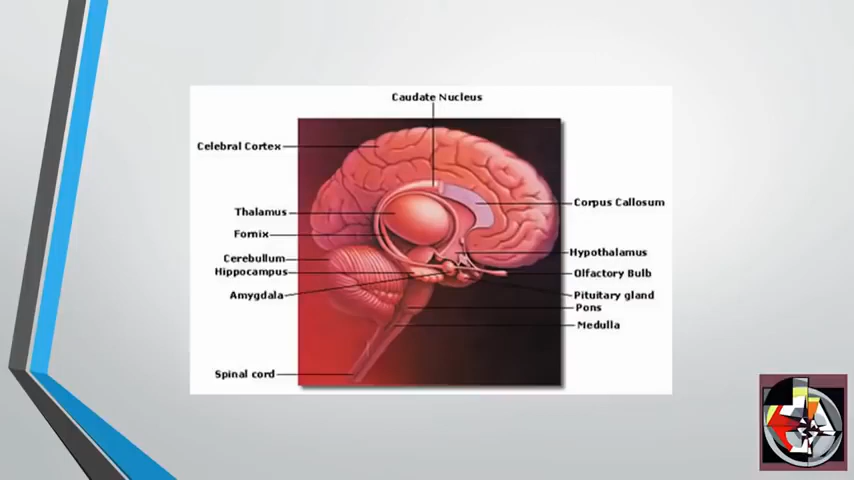 Caudate Nucleus
Celebral Cortex
Thalamus
Fornix
Cerebullum
Hippocampus
Amygdala
Spinal cord
Corpus Callosum
Hypothalamus
Olfactory Bulb
Pituitary gland
Pons
Medulla